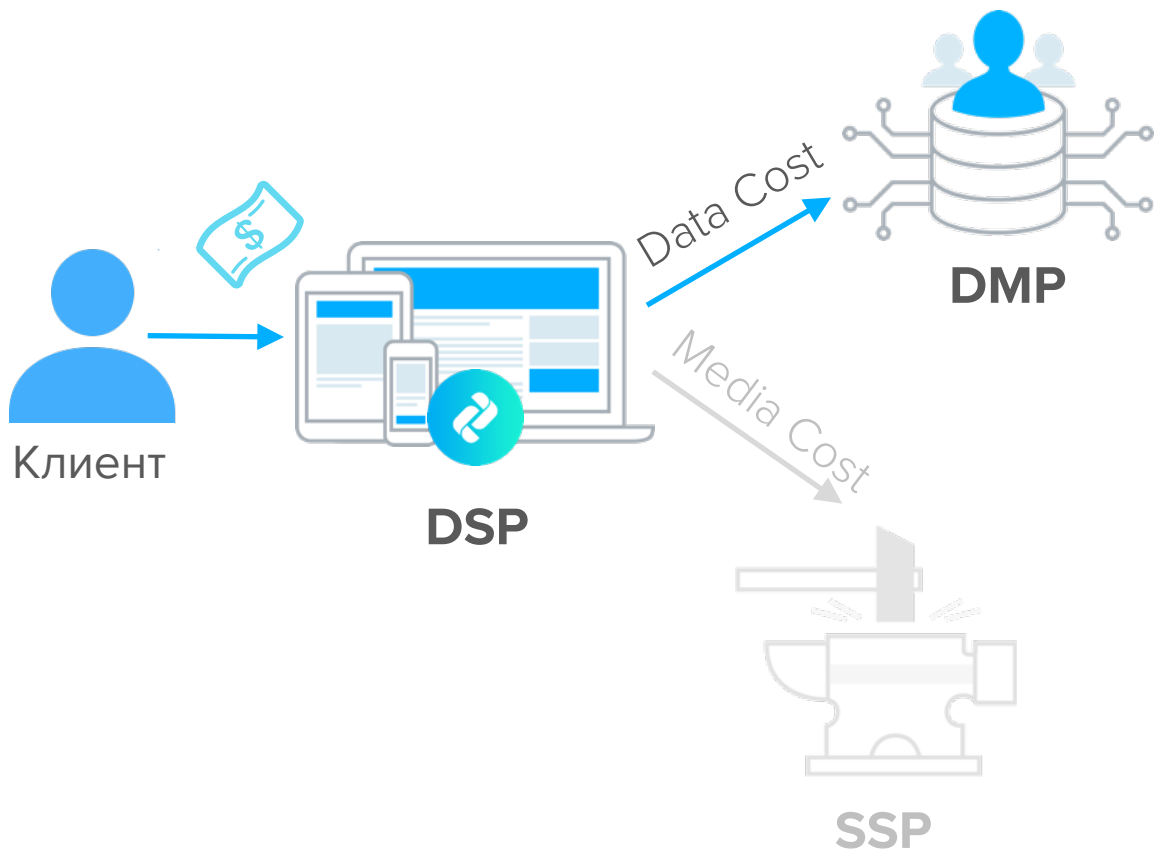 $
Data Cost
DMP
Media Cost
Клиент
DSP
SSP